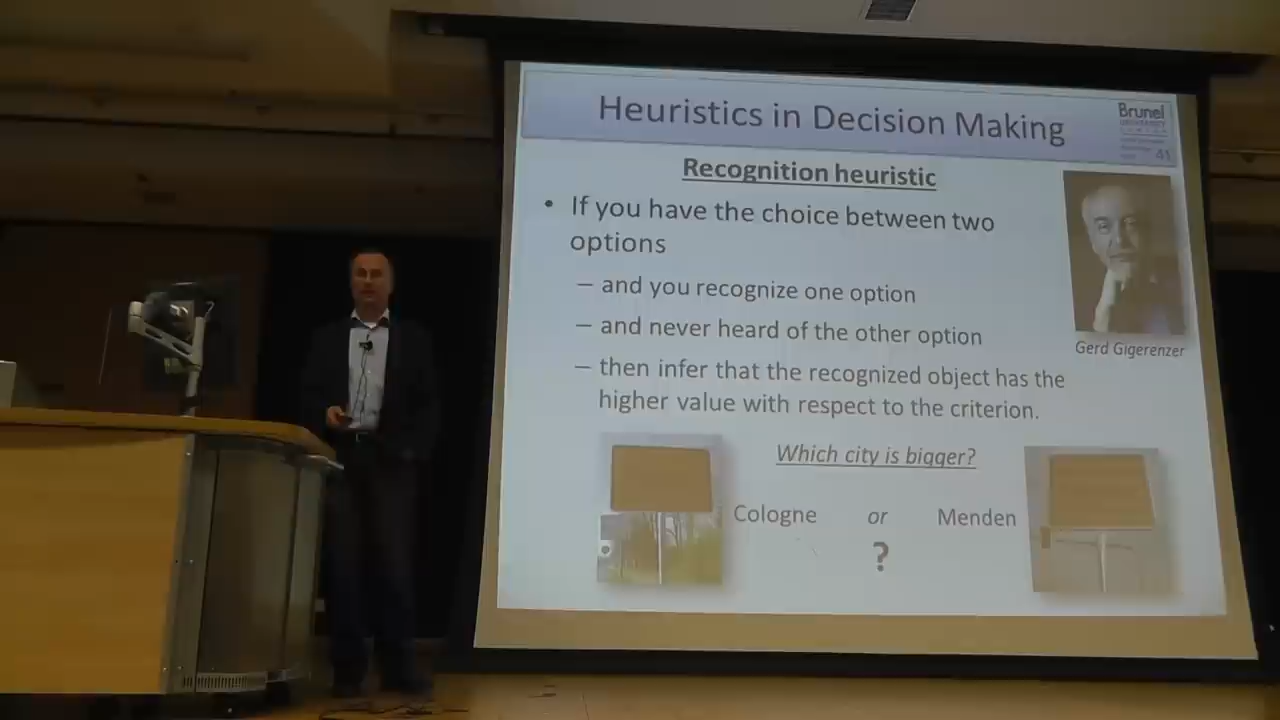 Heuristics in Decision Making
Brunel
UNIVERSITY
LONDON
41
Recognition heuristic
• If you have the choice between two
options
– and you recognize one option
– and never heard of the other option
– then infer that the recognized object has the
higher value with respect to the criterion.
Gerd Gigerenzer
Which city is bigger?
Cologne or Menden
?